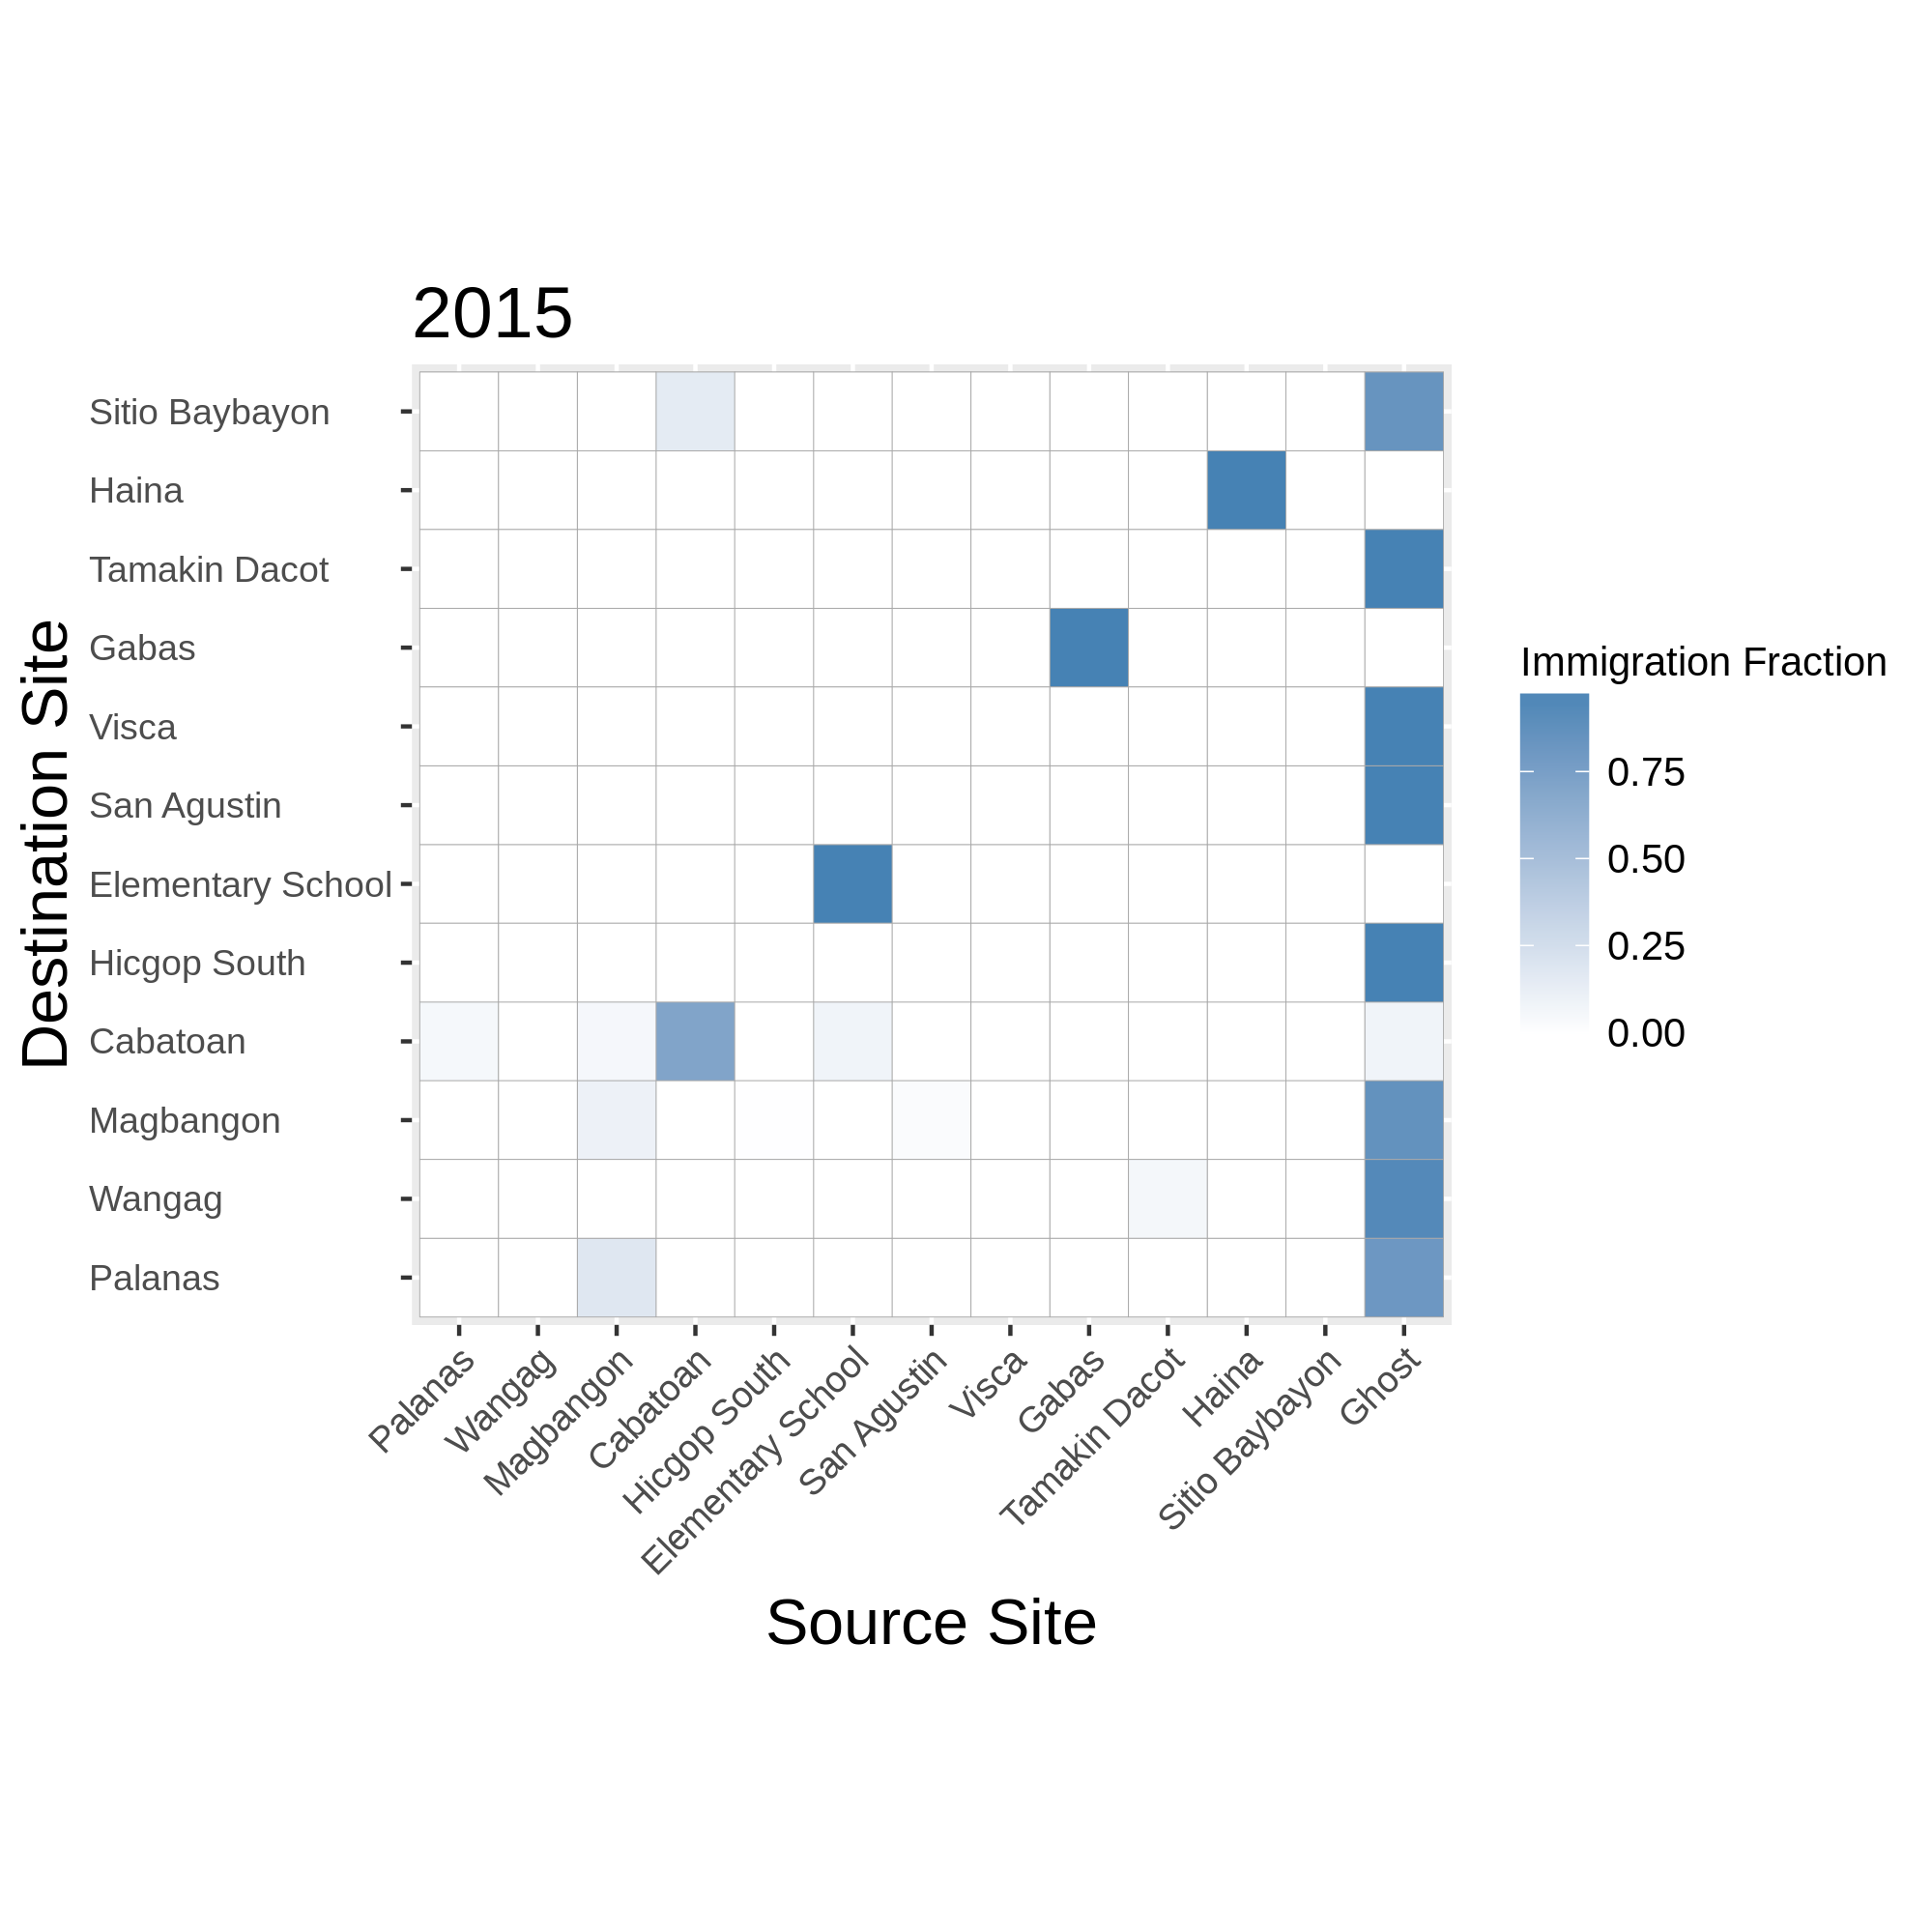 2015
Destination Site
Sitio Baybayon
Haina
Tamakin Dacot
Gabas
Visca
San Agustin
Elementary School
Hicgop South
Cabatoan
Magbangon
Wangag
Palanas
Palanas
Wangag
Magbangon
Cabatoan
Hicgop South
Elementary School
San Agustin
Visca
Gabas
Tamakin Dacot
Haina
Sitio Baybayon
Ghost
Source Site
Immigration Fraction
0.75
0.50
0.25
0.00